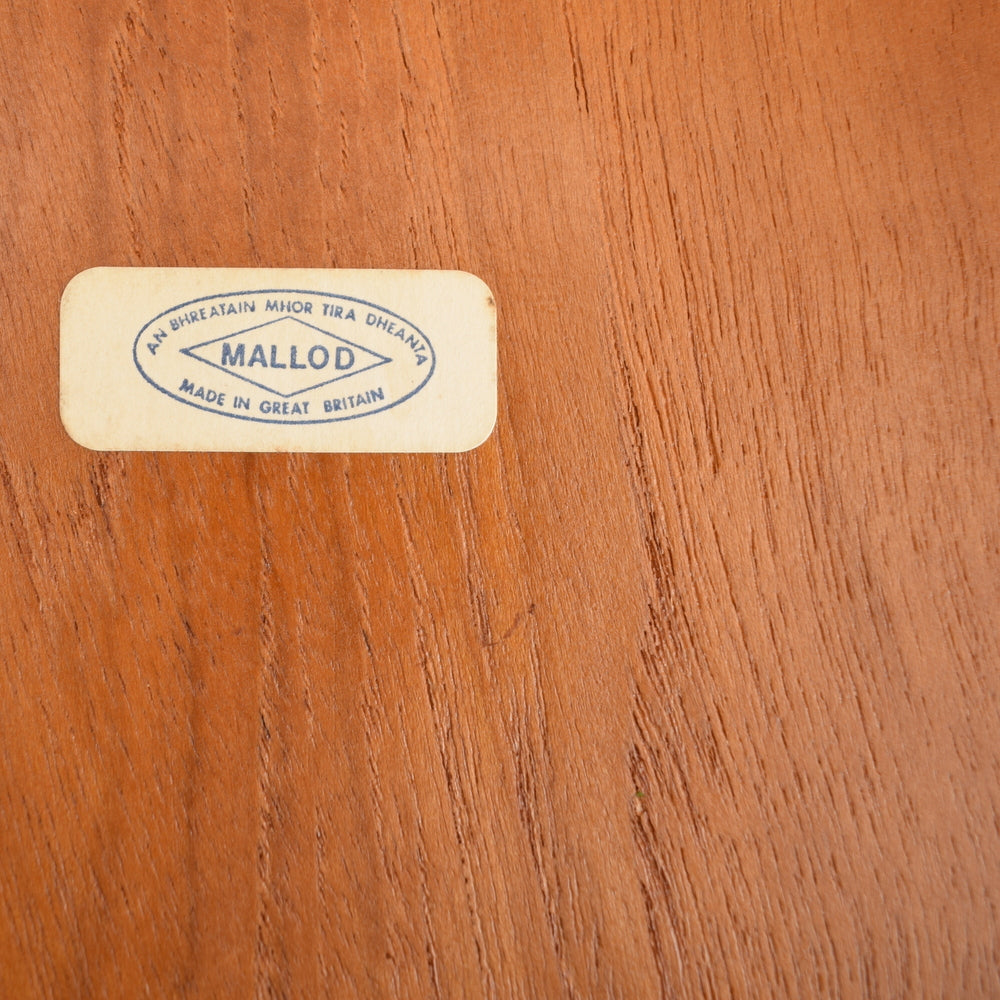 AN BHREATAIN MHOR TIRA DHEANTA
MALLOD
MADE IN GREAT BRITAIN